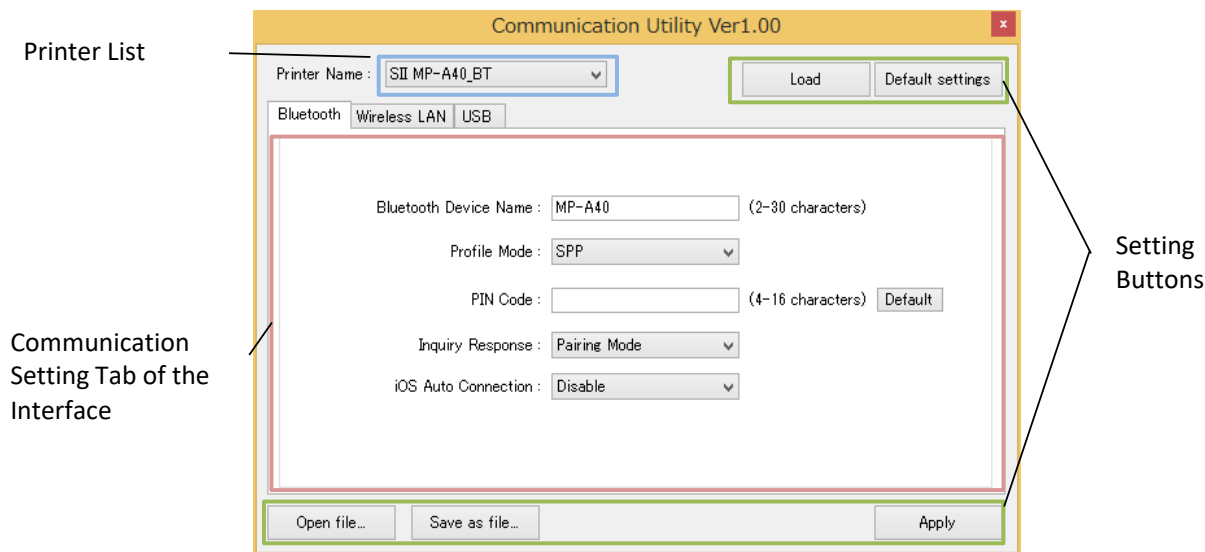 Communication Utility Ver1.00
x
Printer List
Printer Name : SII MP-A40_BT
Load Default settings
Bluetooth Wireless LAN USB
Bluetooth Device Name : MP-A40 (2-30 characters)
Profile Mode : SPP
PIN Code : (4-16 characters) Default
Inquiry Response : Pairing Mode
iOS Auto Connection : Disable
Setting
Buttons
Communication
Setting Tab of the
Interface
Open file... Save as file... Apply